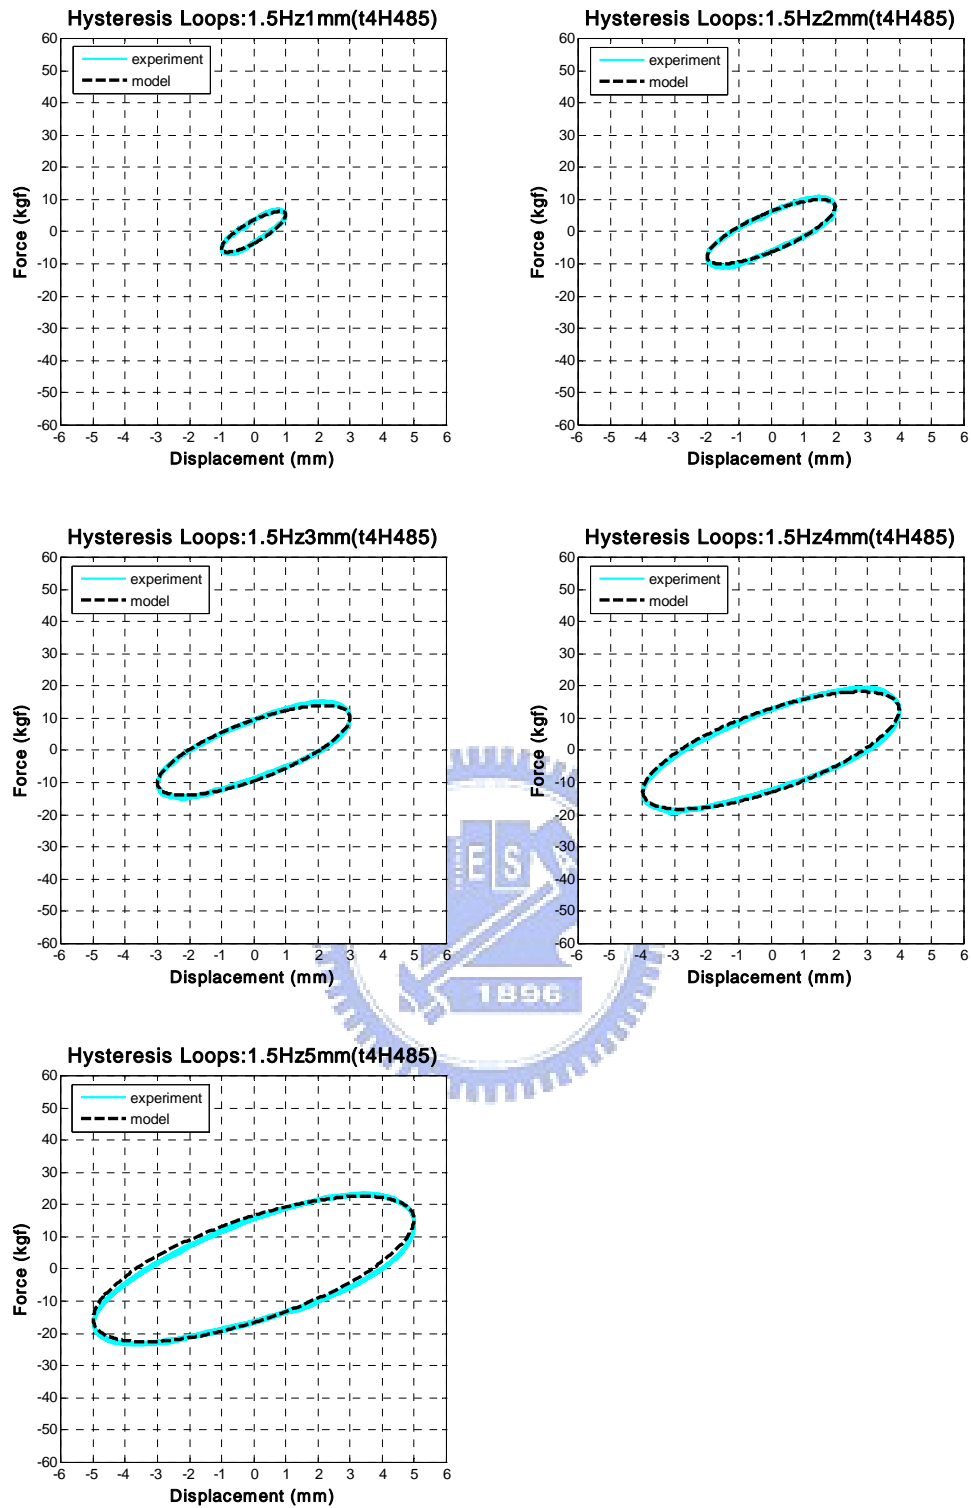 Hysteresis Loops:1.5Hz1mm(t4H485)
60
50
40
30
20
10
0
-10
-20
-30
-40
-50
-60
Force (kgf)
experiment
model
-6 -5 -4 -3 -2 -1 0 1 2 3 4 5 6
Displacement (mm)
Hysteresis Loops:1.5Hz2mm(t4H485)
60
50
40
30
20
10
0
-10
-20
-30
-40
-50
-60
Force (kgf)
experiment
model
-6 -5 -4 -3 -2 -1 0 1 2 3 4 5 6
Displacement (mm)
Hysteresis Loops:1.5Hz3mm(t4H485)
60
50
40
30
20
10
0
-10
-20
-30
-40
-50
-60
Force (kgf)
experiment
model
-6 -5 -4 -3 -2 -1 0 1 2 3 4 5 6
Displacement (mm)
Hysteresis Loops:1.5Hz4mm(t4H485)
60
50
40
30
20
10
0
-10
-20
-30
-40
-50
-60
Force (kgf)
experiment
model
-6 -5 -4 -3 -2 -1 0 1 2 3 4 5 6
Displacement (mm)
ES
1896
Hysteresis Loops:1.5Hz5mm(t4H485)
60
50
40
30
20
10
0
-10
-20
-30
-40
-50
-60
Force (kgf)
experiment
model
-6 -5 -4 -3 -2 -1 0 1 2 3 4 5 6
Displacement (mm)